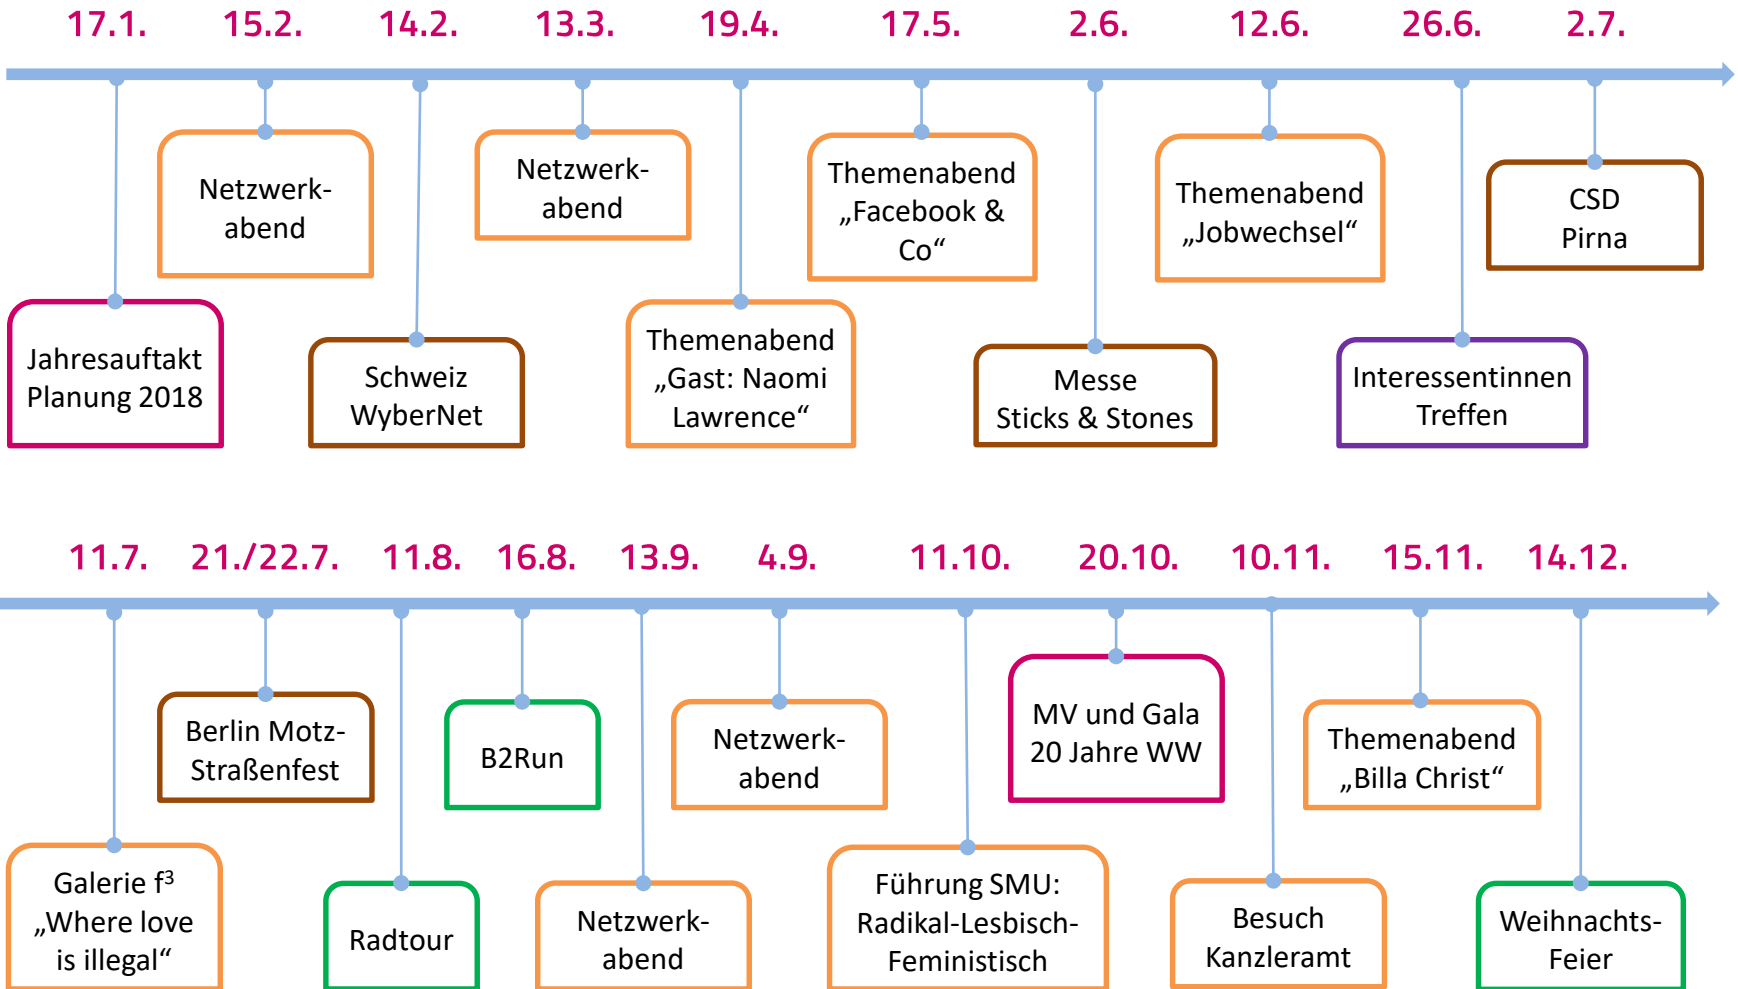 17.1. 15.2. 14.2. 13.3. 19.4. 17.5. 2.6. 12.6. 26.6. 2.7.
Netzwerk-
abend
Netzwerk-
abend
Themenabend
„Facebook &
Co“
Themenabend
„Jobwechsel“
CSD
Pirna
Jahresauftakt
Planung 2018
Schweiz
WyberNet
Themenabend
„Gast: Naomi
Lawrence“
Messe
Sticks & Stones
Interessentinnen
Treffen
11.7. 21./22.7. 11.8. 16.8. 13.9. 4.9. 11.10. 20.10. 10.11. 15.11. 14.12.
Berlin Motz-
Straßenfest
B2Run
Netzwerk-
abend
MV und Gala
20 Jahre WW
Themenabend
„Billa Christ“
Galerie f³
„Where love
is illegal“
Radtour
Netzwerk-
abend
Führung SMU:
Radikal-Lesbisch-
Feministisch
Besuch
Kanzleramt
Weihnachts-
Feier